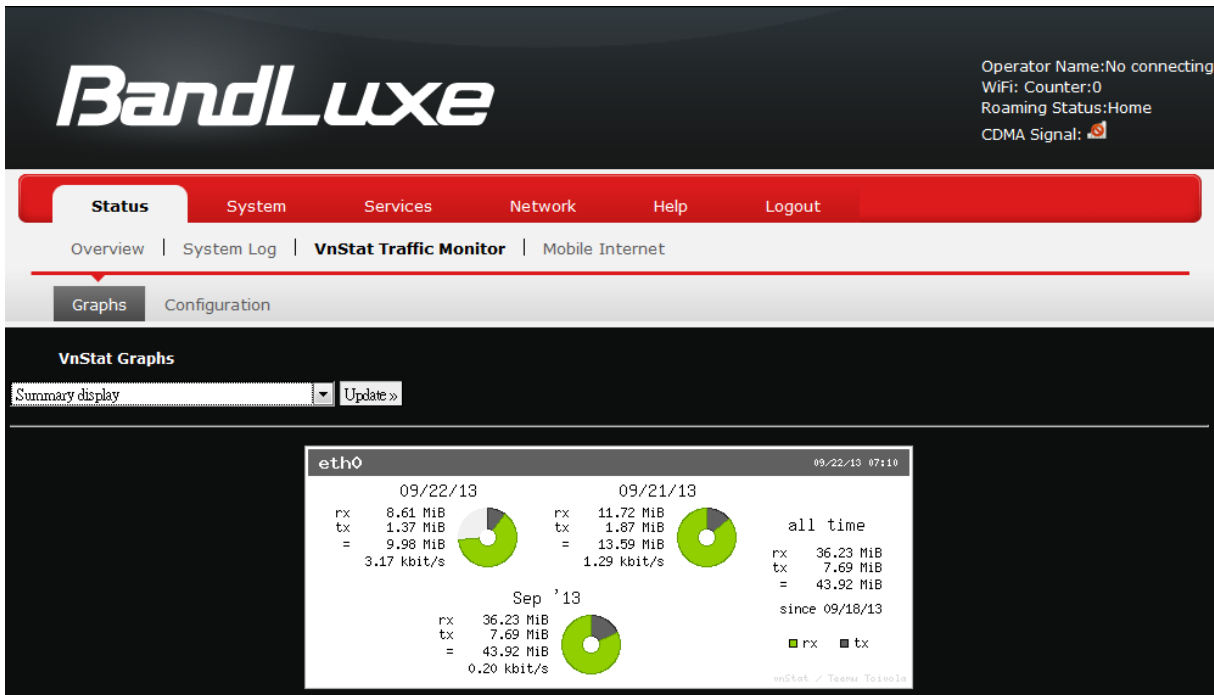 BandLuxe
Operator Name:No connecting
WiFi: Counter:0
Roaming Status:Home
CDMA Signal:
Status System Services Network Help Logout
Overview | System Log | VnStat Traffic Monitor | Mobile Internet
Graphs Configuration
VnStat Graphs
Summary display Update »
eth0 09/22/13 07:10
09/22/13
rx 8.61 MiB
tx 1.37 MiB
= 9.98 MiB
3.17 kbit/s
09/21/13
rx 11.72 MiB
tx 1.87 MiB
= 13.59 MiB
1.29 kbit/s
Sep '13
rx 36.23 MiB
tx 7.69 MiB
= 43.92 MiB
0.20 kbit/s
all time
rx 36.23 MiB
tx 7.69 MiB
= 43.92 MiB
since 09/18/13
rx tx
vnStat / Teemu Toivola